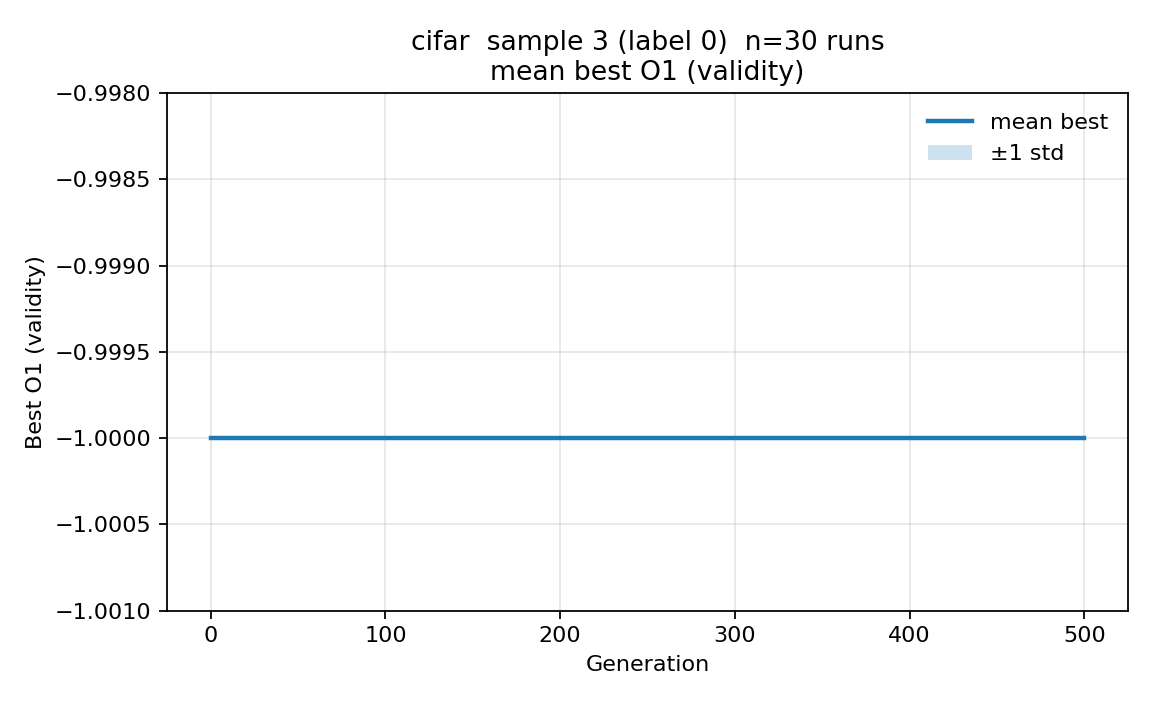 cifar  sample 3 (label 0)  n=30 runs
mean best O1 (validity)
−0.9980
−0.9985
−0.9990
−0.9995
−1.0000
−1.0005
−1.0010
Best O1 (validity)
mean best
±1 std
0 100 200 300 400 500
Generation